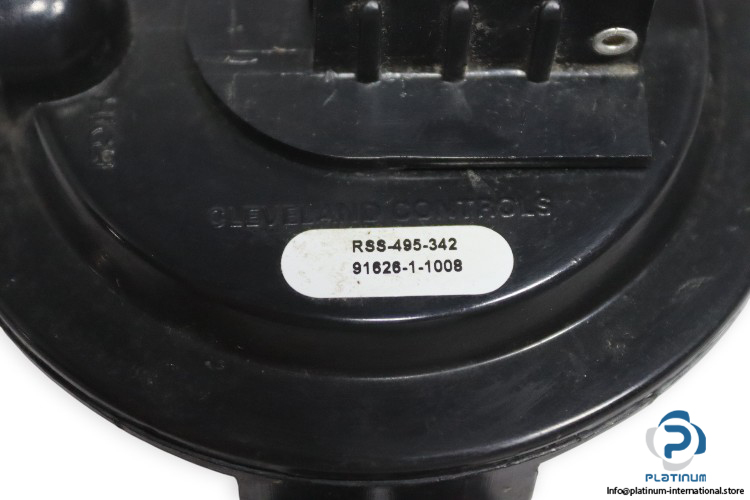 CLEVELAND CONTROLS
RSS-495-342
91626-1-1008
PLATINUM
Info@platinum-international.store